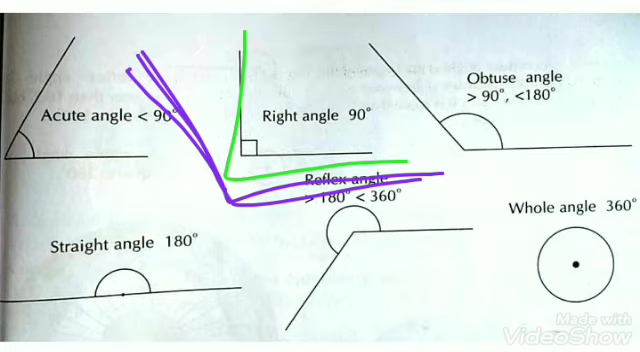 Acute angle < 90°
Right angle 90°
Obtuse angle
> 90°, <180°
Reflex angle
> 180° < 360°
Straight angle 180°
Whole angle 360°
Made with
VideoShow